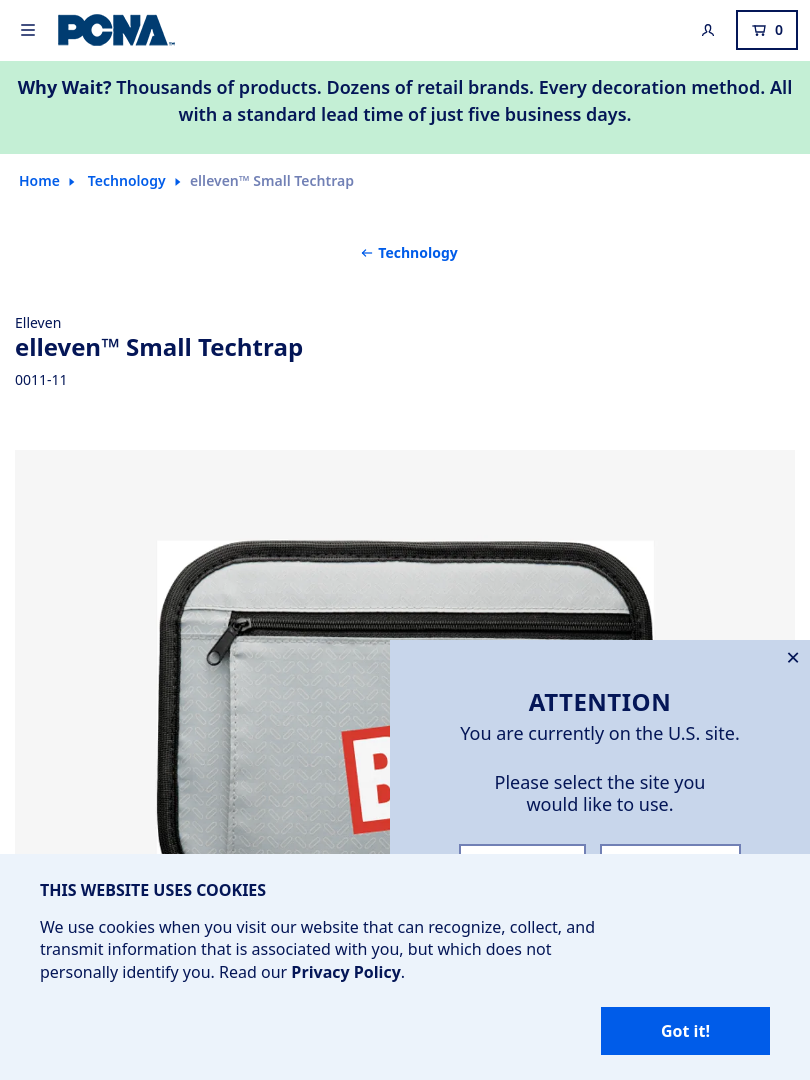 PCNA™
0
Why Wait? Thousands of products. Dozens of retail brands. Every decoration method. All
with a standard lead time of just five business days.
Home
Technology
elleven™ Small Techtrap
Technology
Elleven
elleven™ Small Techtrap
0011-11
B
ATTENTION
You are currently on the U.S. site.
Please select the site you
would like to use.
THIS WEBSITE USES COOKIES
We use cookies when you visit our website that can recognize, collect, and
transmit information that is associated with you, but which does not
personally identify you. Read our Privacy Policy.
Got it!